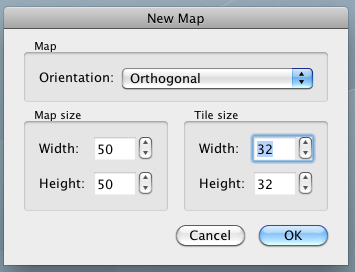 New Map
Map
Orientation: Orthogonal
Map size
Width: 50
Height: 50
Tile size
Width: 32
Height: 32
Cancel
OK